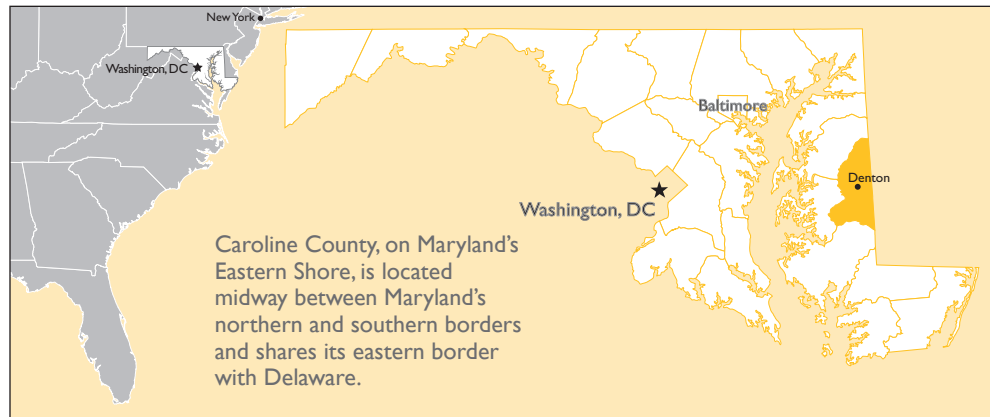 New York
Washington, DC
Baltimore
Denton
Washington, DC
Caroline County, on Maryland's
Eastern Shore, is located
midway between Maryland's
northern and southern borders
and shares its eastern border
with Delaware.